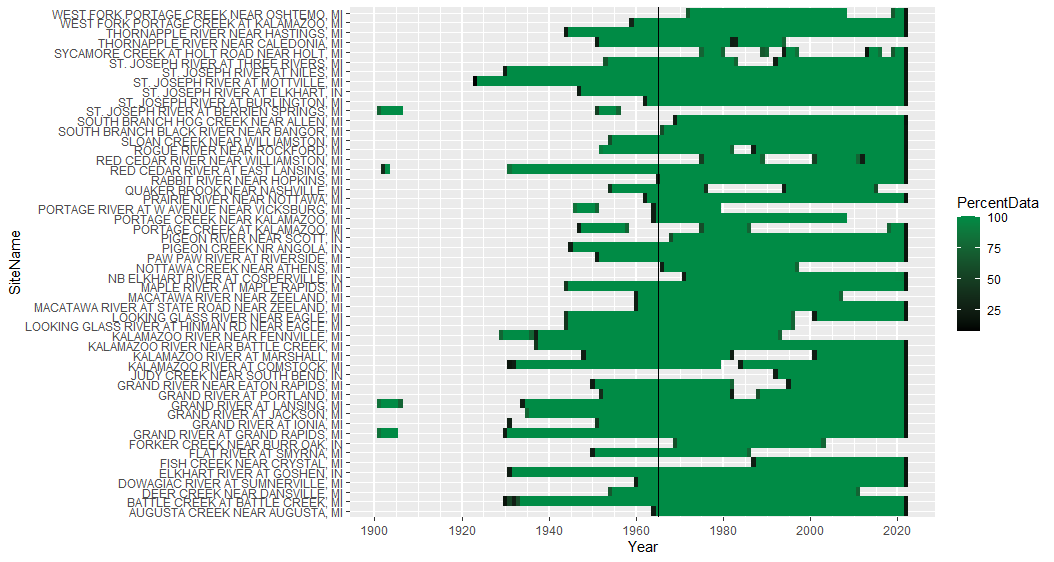 WEST FORK PORTAGE CREEK NEAR OSHTEMO, MI
WEST FORK PORTAGE CREEK AT KALAMAZOO, MI
THORNAPPLE RIVER NEAR HASTINGS, MI
THORNAPPLE RIVER NEAR CALEDONIA, MI
SYCAMORE CREEK AT HOLT ROAD NEAR HOLT, MI
ST. JOSEPH RIVER AT THREE RIVERS, MI
ST. JOSEPH RIVER AT NILES, MI
ST. JOSEPH RIVER AT MOTTVILLE, MI
ST. JOSEPH RIVER AT ELKHART, IN
ST. JOSEPH RIVER AT BURLINGTON, MI
ST. JOSEPH RIVER AT BERRIEN SPRINGS, MI
SOUTH BRANCH HOG CREEK NEAR ALLEN, MI
SOUTH BRANCH BLACK RIVER NEAR BANGOR, MI
SLOAN CREEK NEAR WILLIAMSTON, MI
ROGUE RIVER NEAR ROCKFORD, MI
RED CEDAR RIVER NEAR WILLIAMSTON, MI
RED CEDAR RIVER AT EAST LANSING, MI
RABBIT RIVER NEAR HOPKINS, MI
QUAKER BROOK NEAR NASHVILLE, MI
PRAIRIE RIVER NEAR NOTTAWA, MI
PORTAGE RIVER AT W AVENUE NEAR VICKSBURG, MI
PORTAGE CREEK NEAR KALAMAZOO, MI
PORTAGE CREEK AT KALAMAZOO, MI
PIGEON RIVER NEAR SCOTT, IN
PIGEON CREEK NR ANGOLA, IN
PAW PAW RIVER AT RIVERSIDE, MI
NOTTAWA CREEK NEAR ATHENS, MI
NB ELKHART RIVER AT COSPERVILLE, IN
MAPLE RIVER AT MAPLE RAPIDS, MI
MACATAWA RIVER NEAR ZEELAND, MI
MACATAWA RIVER AT STATE ROAD NEAR ZEELAND, MI
LOOKING GLASS RIVER NEAR EAGLE, MI
LOOKING GLASS RIVER AT HINMAN RD NEAR EAGLE, MI
KALAMAZOO RIVER NEAR FENNVILLE, MI
KALAMAZOO RIVER NEAR BATTLE CREEK, MI
KALAMAZOO RIVER AT MARSHALL, MI
KALAMAZOO RIVER AT COMSTOCK, MI
JUDY CREEK NEAR SOUTH BEND, IN
GRAND RIVER NEAR EATON RAPIDS, MI
GRAND RIVER AT PORTLAND, MI
GRAND RIVER AT LANSING, MI
GRAND RIVER AT JACKSON, MI
GRAND RIVER AT IONIA, MI
GRAND RIVER AT GRAND RAPIDS, MI
FORKER CREEK NEAR BURR OAK, IN
FLAT RIVER AT SMYRNA, MI
FISH CREEK NEAR CRYSTAL, MI
ELKHART RIVER AT GOSHEN, IN
DOWAGIAC RIVER AT SUMNERVILLE, MI
DEER CREEK NEAR DANSVILLE, MI
BATTLE CREEK AT BATTLE CREEK, MI
AUGUSTA CREEK NEAR AUGUSTA, MI
SiteName
1900 1920 1940 1960 1980 2000 2020
Year
PercentData
100
75
50
25